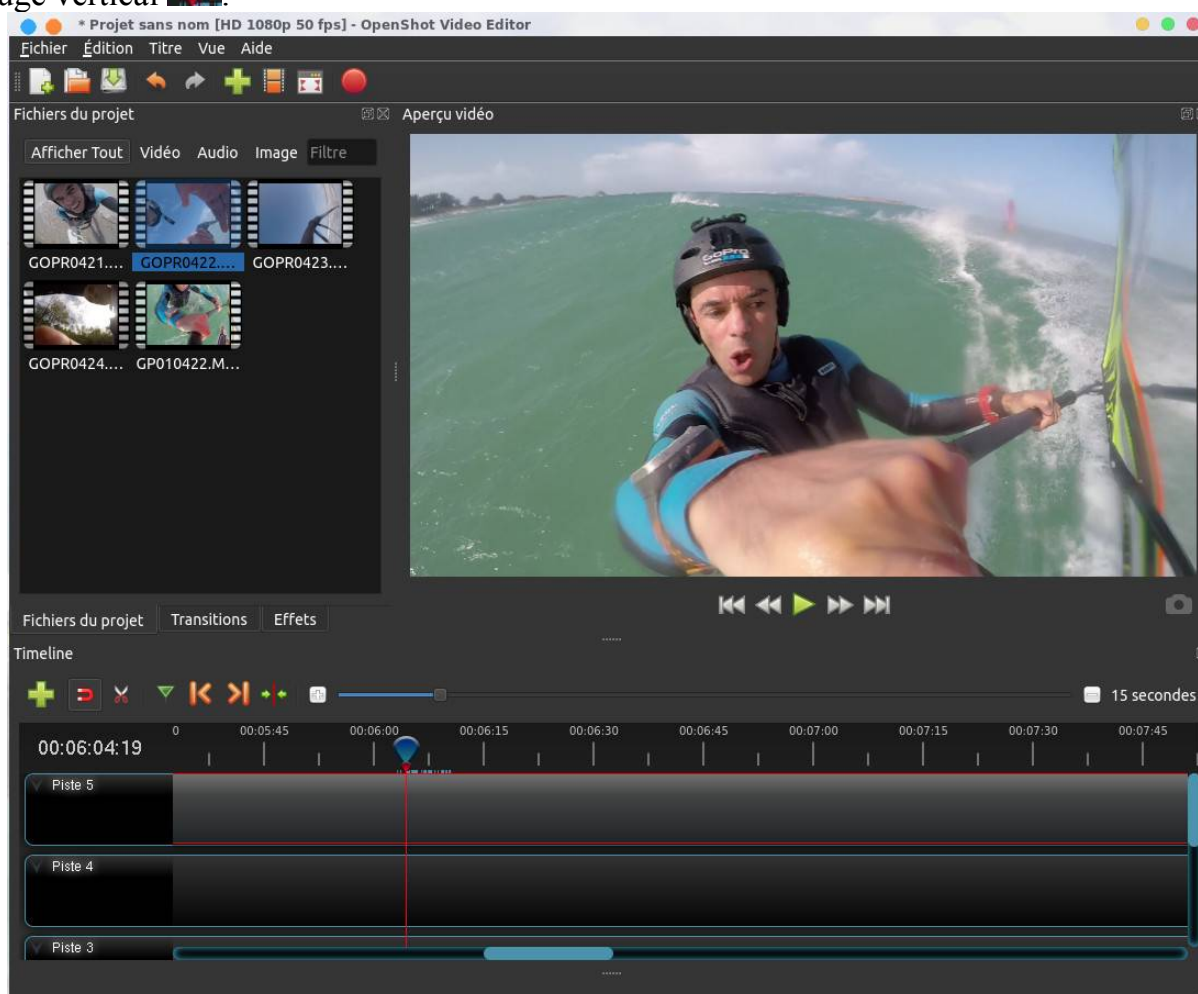 age vertical
* Projet sans nom [HD 1080p 50 fps] - OpenShot Video Editor
Fichier Édition Titre Vue Aide
Fichiers du projet
Aperçu vidéo
Afficher Tout Vidéo Audio Image Filtre
GOPR0421.... GOPR0422.... GOPR0423....
GOPR0424.... GP010422.M...
GoPro
Fichiers du projet Transitions Effets
Timeline
15 secondes
00:06:04:19
0 00:05:45 00:06:00 00:06:15 00:06:30 00:06:45 00:07:00 00:07:15 00:07:30 00:07:45
Piste 5
Piste 4
Piste 3